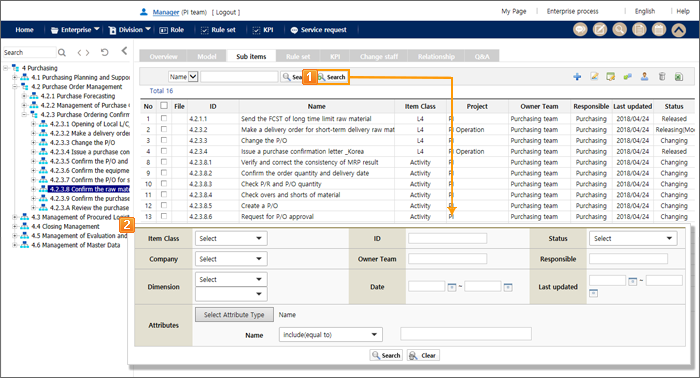 Manager (PI team) [ Logout ]
My Page Enterprise process English Help
Home Enterprise Division Role Rule set KPI Service request
Search
4 Purchasing
4.1 Purchasing Planning and Suppo
4.2 Purchase Order Management
4.2.1 Purchase Forecasting
4.2.2 Management of Purchase
4.2.3 Purchase Ordering Confirm
4.2.3.1 Opening of Local L/C,
4.2.3.2 Make a delivery order
4.2.3.3 Change the P/O
4.2.3.4 Issue a purchase con
4.2.3.5 Confirm the P/O and
4.2.3.6 Confirm the vendor
4.2.3.7 Confirm the P/O for s
4.2.3.8 Confirm the raw mate
4.2.3.9 Confirm the purchase
4.2.3.A Review the purchase
4.3 Management of Procured Logist
4.4 Closing Management
4.5 Management of Evaluation and
4.6 Management of Master Data
Overview Model Sub items Rule set KPI Change staff Relationship Q&A
Name Sea 1 Search
Total 16
No File ID Name Item Class Project Owner Team Responsible Last updated Status
1 4.2.1.1 Send the FCST of long time limit raw material L4 PI Purchasing team Purchasing 2018/04/24 Released
2 4.2.3.2 Make a delivery order for short-term delivery raw mat L4 PI Operation Purchasing team Purchasing 2018/04/24 Releasing(Mo
3 4.2.3.3 Change the P/O L4 PI Purchasing team Purchasing 2018/04/24 Changing
4 4.2.3.4 Issue a purchase confirmation letter _Korea L4 PI Operation Purchasing team Purchasing 2018/04/24 Released
8 4.2.3.8.1 Verify and correct the consistency of MRP result Activity PI Purchasing team Purchasing 2018/04/24 Changing
9 4.2.3.8.2 Confirm the order quantity and delivery date Activity PI Purchasing team Purchasing 2018/04/24 Changing
10 4.2.3.8.3 Check P/R and P/O quantity Activity PI Purchasing team Purchasing 2018/04/24 Changing
11 4.2.3.8.4 Check overs and shorts of material Activity PI Purchasing team Purchasing 2018/04/24 Changing
12 4.2.3.8.5 Create a P/O Activity PI Purchasing team Purchasing 2018/04/24 Changing
13 4.2.3.8.6 Request for P/O approval Activity PI Purchasing team Purchasing 2018/04/24 Changing
2
Item Class Select ID Status Select
Company Select Owner Team Responsible
Dimension Select Date ~ Last updated ~
Attributes Select Attribute Type Name
Name include(equal to)
Search Clear